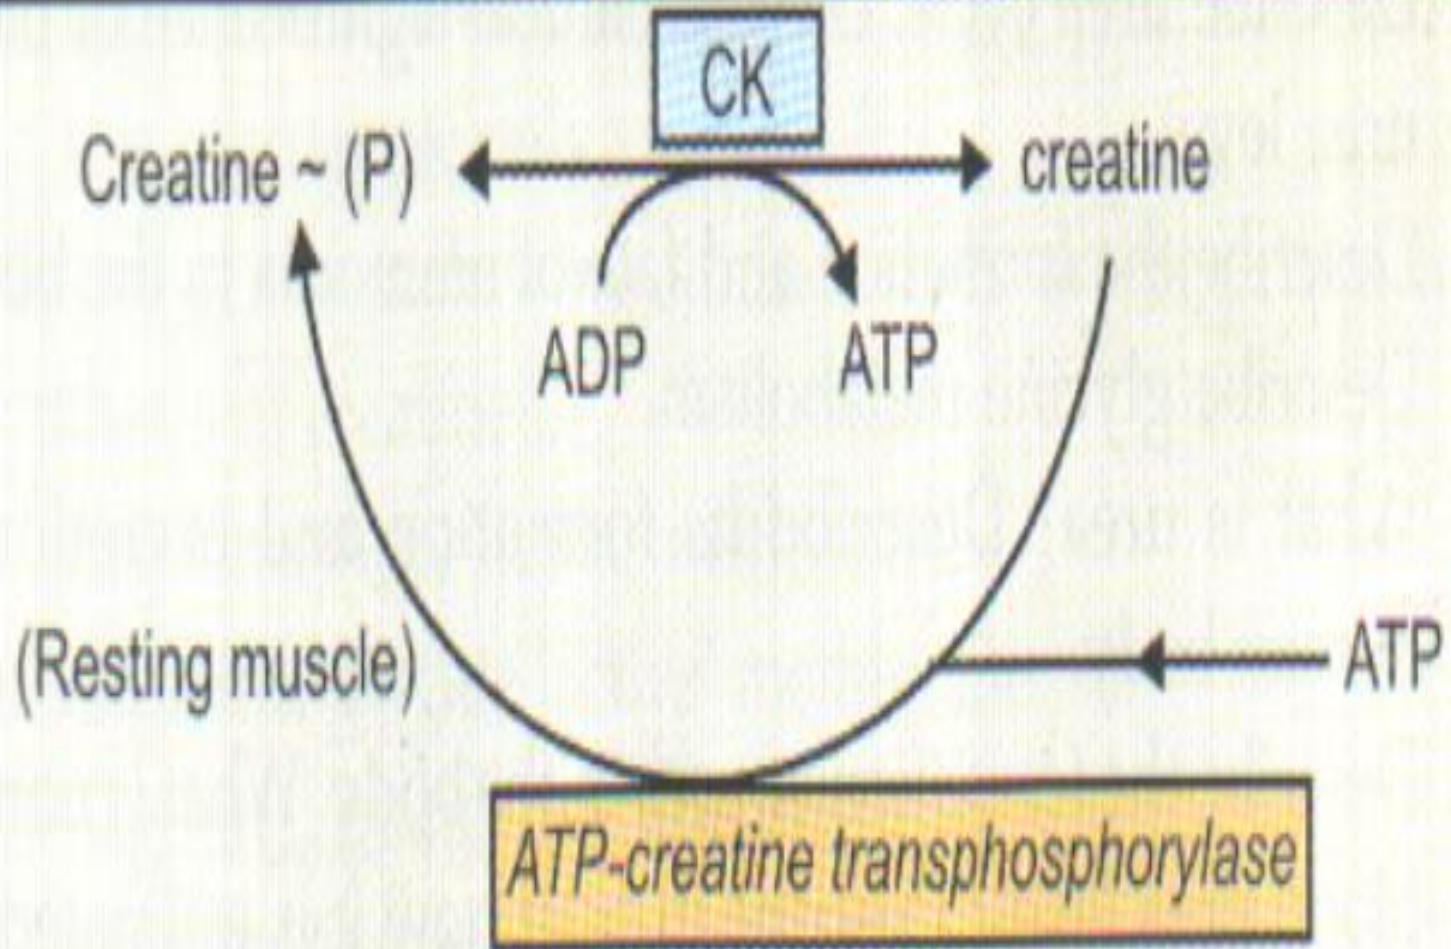 CK
Creatine ~ (P)
creatine
ADP
ATP
(Resting muscle)
ATP
ATP-creatine transphosphorylase